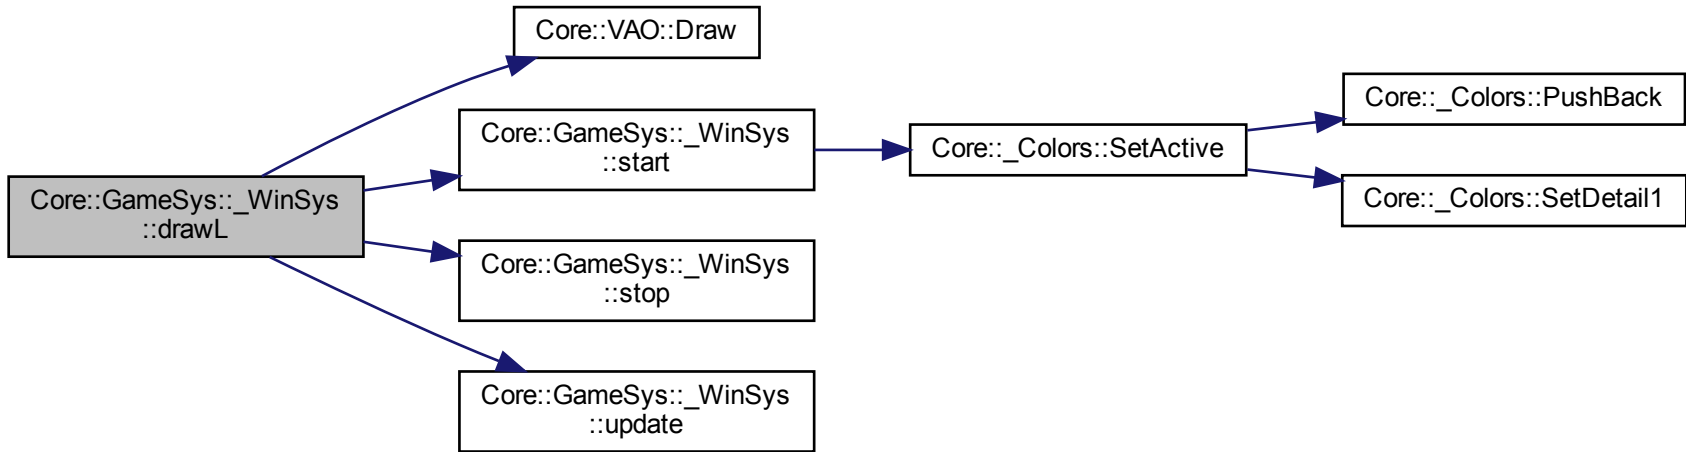 Core::VAO::Draw
Core::GameSys::_WinSys
::start
Core::_Colors::SetActive
Core::_Colors::PushBack
Core::_Colors::SetDetail1
Core::GameSys::_WinSys
::drawL
Core::GameSys::_WinSys
::stop
Core::GameSys::_WinSys
::update